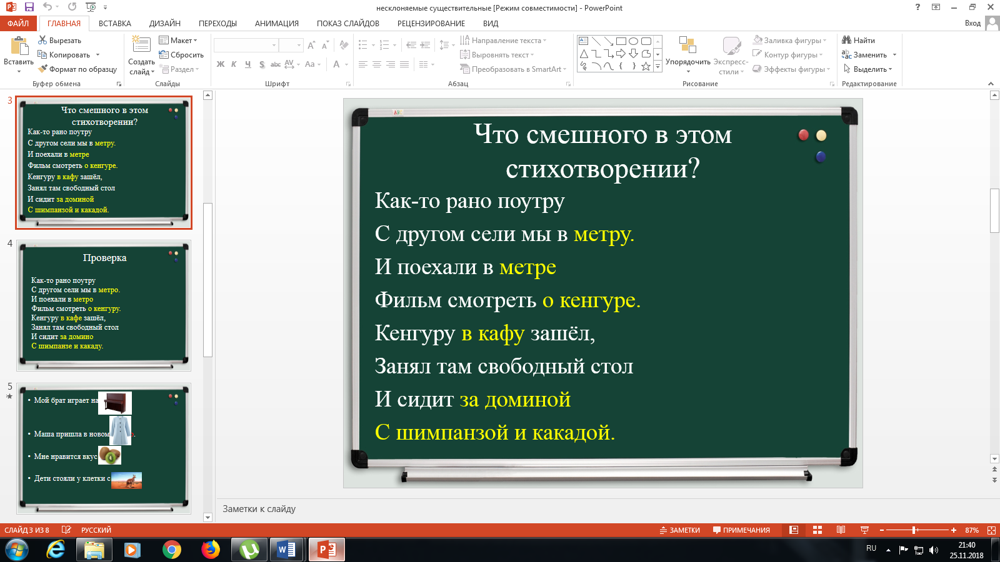 несклоняемые существительные [Режим совместимости] - PowerPoint
ФАЙЛ ГЛАВНАЯ ВСТАВКА ДИЗАЙН ПЕРЕХОДЫ АНИМАЦИЯ ПОКАЗ СЛАЙДОВ РЕЦЕНЗИРОВАНИЕ ВИД Вход
Вставить
Вырезать
Копировать
Формат по образцу
Буфер обмена
Создать слайд
Макет
Сбросить
Раздел
Слайды
Ж К Ч S abc AV Aa A
Шрифт
Направление текста
Выровнять текст
Преобразовать в SmartArt
Абзац
Упорядочить
Экспресс-стили
Заливка фигуры
Контур фигуры
Эффекты фигуры
Рисование
Найти
Заменить
Выделить
Редактирование
3
Что смешного в этом
стихотворении?
Как-то рано поутру
С другом сели мы в метру.
И поехали в метре
Фильм смотреть о кенгуре.
Кенгуру в кафу зашёл,
Занял там свободный стол
И сидит за доминой
С шимпанзой и какадой.
4
Проверка
Как-то рано поутру
С другом сели мы в метро.
И поехали в метро
Фильм смотреть о кенгуру.
Кенгуру в кафе зашёл,
Занял там свободный стол
И сидит за домино
С шимпанзе и какаду.
5
• Мой брат играет на
• Маша пришла в новом
• Мне нравится вкус
• Дети стояли у клетки с
ABC
Что смешного в этом
стихотворении?
Как-то рано поутру
С другом сели мы в метру.
И поехали в метре
Фильм смотреть о кенгуре.
Кенгуру в кафу зашёл,
Занял там свободный стол
И сидит за доминой
С шимпанзой и какадой.
Заметки к слайду
СЛАЙД 3 ИЗ 8 РУССКИЙ ЗАМЕТКИ ПРИМЕЧАНИЯ 87%
RU 21:40
25.11.2018